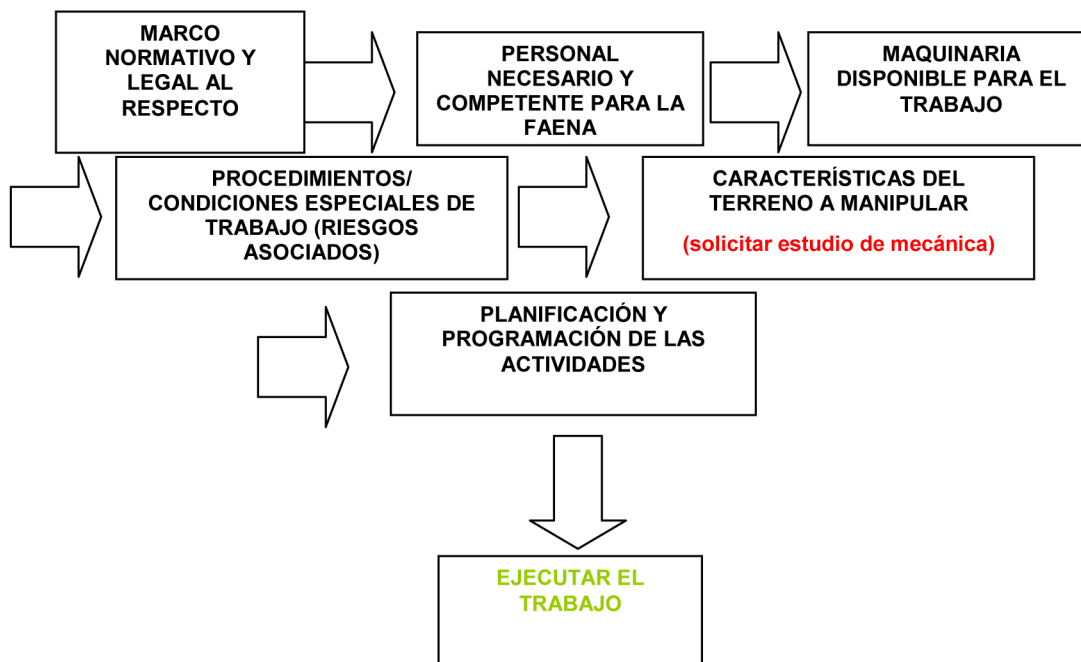 MARCO
NORMATIVO Y
LEGAL AL
RESPECTO
PERSONAL
NECESARIO Y
COMPETENTE PARA LA
FAENA
MAQUINARIA
DISPONIBLE PARA EL
TRABAJO
PROCEDIMIENTOS/
CONDICIONES ESPECIALES DE
TRABAJO (RIESGOS
ASOCIADOS)
CARACTERÍSTICAS DEL
TERRENO A MANIPULAR
(solicitar estudio de mecánica)
PLANIFICACIÓN Y
PROGRAMACIÓN DE LAS
ACTIVIDADES
EJECUTAR EL
TRABAJO